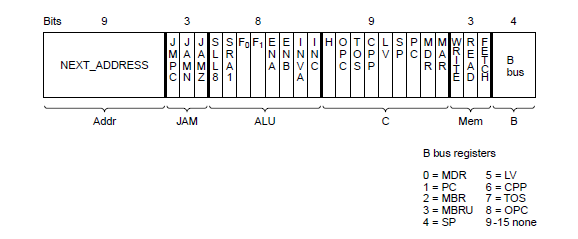 Bits 9 3 8 9 3 4
NEXT_ADDRESS JMPC JAMN JAMZ SLL8 SRA1 F0 F1 ENA ENB INVA INC H OPC TOS CPP LV SP PC MDR MAR WRITE READ FETCH B bus
Addr JAM ALU C Mem B
B bus registers
0 = MDR 5 = LV
1 = PC 6 = CPP
2 = MBR 7 = TOS
3 = MBRU 8 = OPC
4 = SP 9 -15 none